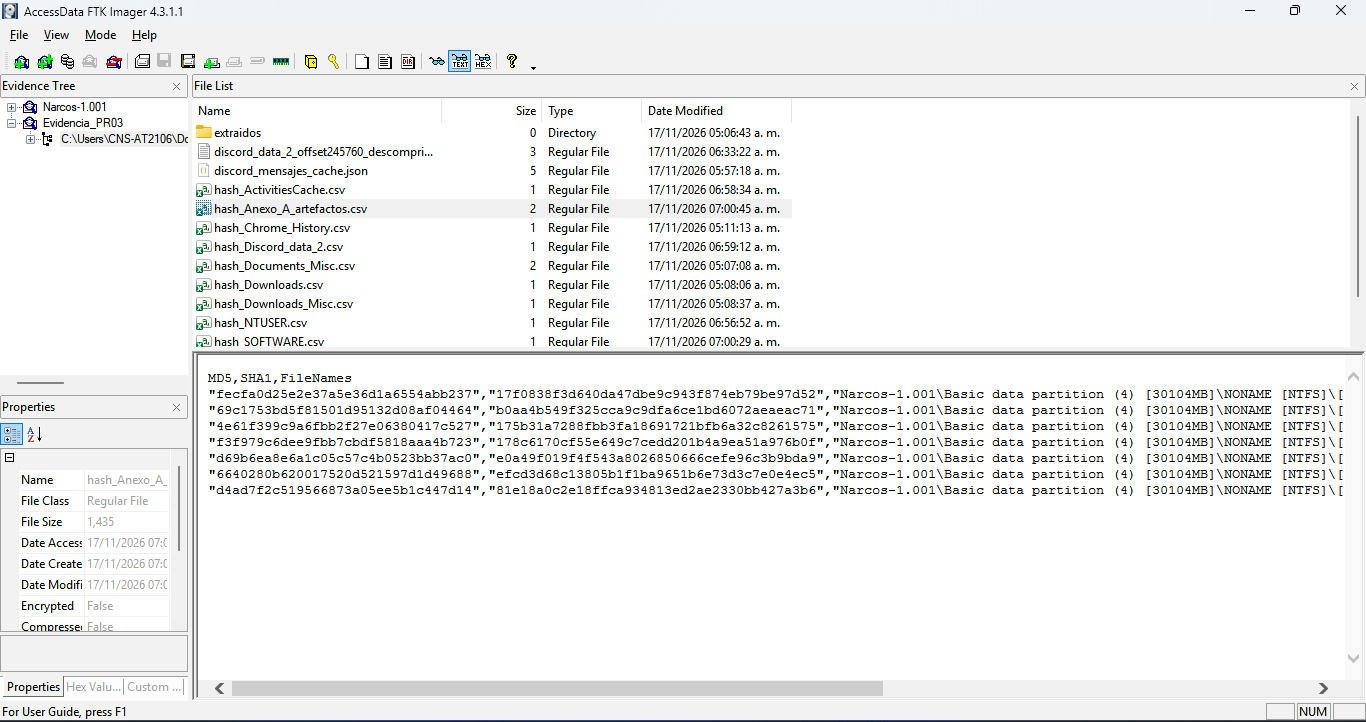 AccessData FTK Imager 4.3.1.1
File View Mode Help
Evidence Tree
Narcos-1.001
Evidencia_PR03
C:\Users\CNS-AT2106\Dc
File List
Name Size Type Date Modified
extraidos 0 Directory 17/11/2026 05:06:43 a. m.
discord_data_2_offset245760_descompri... 3 Regular File 17/11/2026 06:33:22 a. m.
discord_mensajes_cache.json 5 Regular File 17/11/2026 05:57:18 a. m.
hash_ActivitiesCache.csv 1 Regular File 17/11/2026 06:58:34 a. m.
hash_Anexo_A_artefactos.csv 2 Regular File 17/11/2026 07:00:45 a. m.
hash_Chrome_History.csv 1 Regular File 17/11/2026 05:11:13 a. m.
hash_Discord_data_2.csv 1 Regular File 17/11/2026 06:59:12 a. m.
hash_Documents_Misc.csv 2 Regular File 17/11/2026 05:07:08 a. m.
hash_Downloads.csv 1 Regular File 17/11/2026 05:08:06 a. m.
hash_Downloads_Misc.csv 1 Regular File 17/11/2026 05:08:37 a. m.
hash_NTUSER.csv 1 Regular File 17/11/2026 06:56:52 a. m.
hash_SOFTWARE.csv 1 Regular File 17/11/2026 07:00:29 a. m.
Properties
Name hash_Anexo_A_
File Class Regular File
File Size 1,435
Date Access 17/11/2026 07:0
Date Create 17/11/2026 07:0
Date Modifi 17/11/2026 07:0
Encrypted False
Compresse False
Properties Hex Valu... Custom ...
MD5,SHA1,FileNames
"fecfa0d25e2e37a5e36d1a6554abb237","17f0838f3d640da47dbe9c943f874eb79be97d52","Narcos-1.001\Basic data partition (4) [30104MB]\NONAME [NTFS]\[
"69c1753bd5f81501d95132d08af04464","b0aa4b549f325cca9c9dfa6ce1bd6072aeaeac71","Narcos-1.001\Basic data partition (4) [30104MB]\NONAME [NTFS]\[
"4e61f399c9a6fbb2f27e06380417c527","175b31a7288fbb3fa18691721bfb6a32c8261575","Narcos-1.001\Basic data partition (4) [30104MB]\NONAME [NTFS]\[
"f3f979c6dee9fbb7cbdf5818aaa4b723","178c6170cf55e649c7cedd201b4a9ea51a976b0f","Narcos-1.001\Basic data partition (4) [30104MB]\NONAME [NTFS]\[
"d69b6ea8e6a1c05c57c4b0523bb37ac0","e0a49f019f4f543a8026850666cefe96c3b9bda9","Narcos-1.001\Basic data partition (4) [30104MB]\NONAME [NTFS]\[
"6640280b620017520d521597d1d49688","efcd3d68c13805b1f1ba9651b6e73d3c7e0e4ec5","Narcos-1.001\Basic data partition (4) [30104MB]\NONAME [NTFS]\[
"d4ad7f2c519566873a05ee5b1c447d14","81e18a0c2e18ffca934813ed2ae2330bb427a3b6","Narcos-1.001\Basic data partition (4) [30104MB]\NONAME [NTFS]\[
For User Guide, press F1
NUM